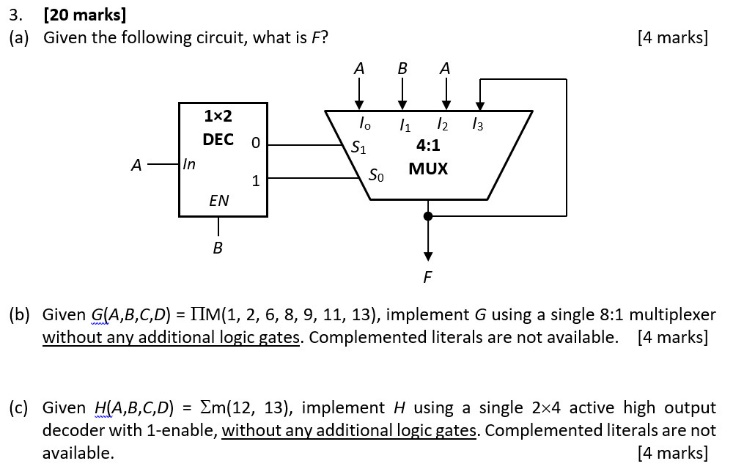 3. [20 marks]
(a) Given the following circuit, what is F? [4 marks]
A B A
1×2
DEC 0
I₀ I₁ I₂ I₃
S₁ 4:1
A In
S₀ MUX
1
EN
B
F
(b) Given G(A,B,C,D) = ΠM(1, 2, 6, 8, 9, 11, 13), implement G using a single 8:1 multiplexer
without any additional logic gates. Complemented literals are not available. [4 marks]
(c) Given H(A,B,C,D) = Σm(12, 13), implement H using a single 2×4 active high output
decoder with 1-enable, without any additional logic gates. Complemented literals are not
available. [4 marks]